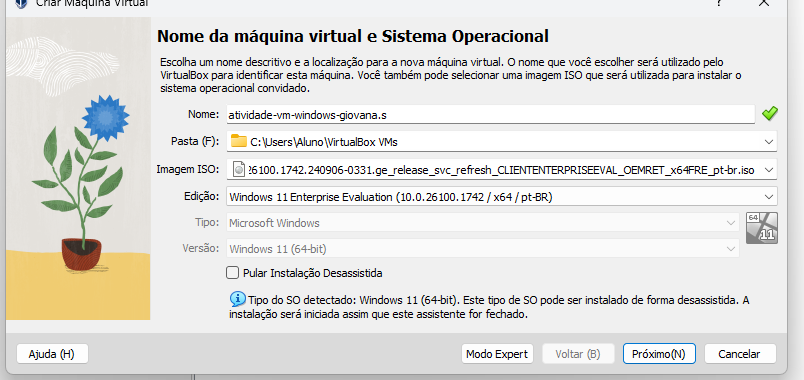 Criar Máquina Virtual
?
Nome da máquina virtual e Sistema Operacional
Escolha um nome descritivo e a localização para a nova máquina virtual. O nome que você escolher será utilizado pelo
VirtualBox para identificar esta máquina. Você também pode selecionar uma imagem ISO que será utilizada para instalar o
sistema operacional convidado.
Nome: atividade-vm-windows-giovana.s
Pasta (F): C:\Users\Aluno\VirtualBox VMs
Imagem ISO: 26100.1742.240906-0331.ge_release_svc_refresh_CLIENTENTERPRISEEVAL_OEMRET_x64FRE_pt-br.iso
Edição: Windows 11 Enterprise Evaluation (10.0.26100.1742 / x64 / pt-BR)
Tipo: Microsoft Windows
64
Versão: Windows 11 (64-bit)
11
Pular Instalação Desassistida
Tipo do SO detectado: Windows 11 (64-bit). Este tipo de SO pode ser instalado de forma desassistida. A
instalação será iniciada assim que este assistente for fechado.
Ajuda (H) Modo Expert Voltar (B) Próximo(N) Cancelar